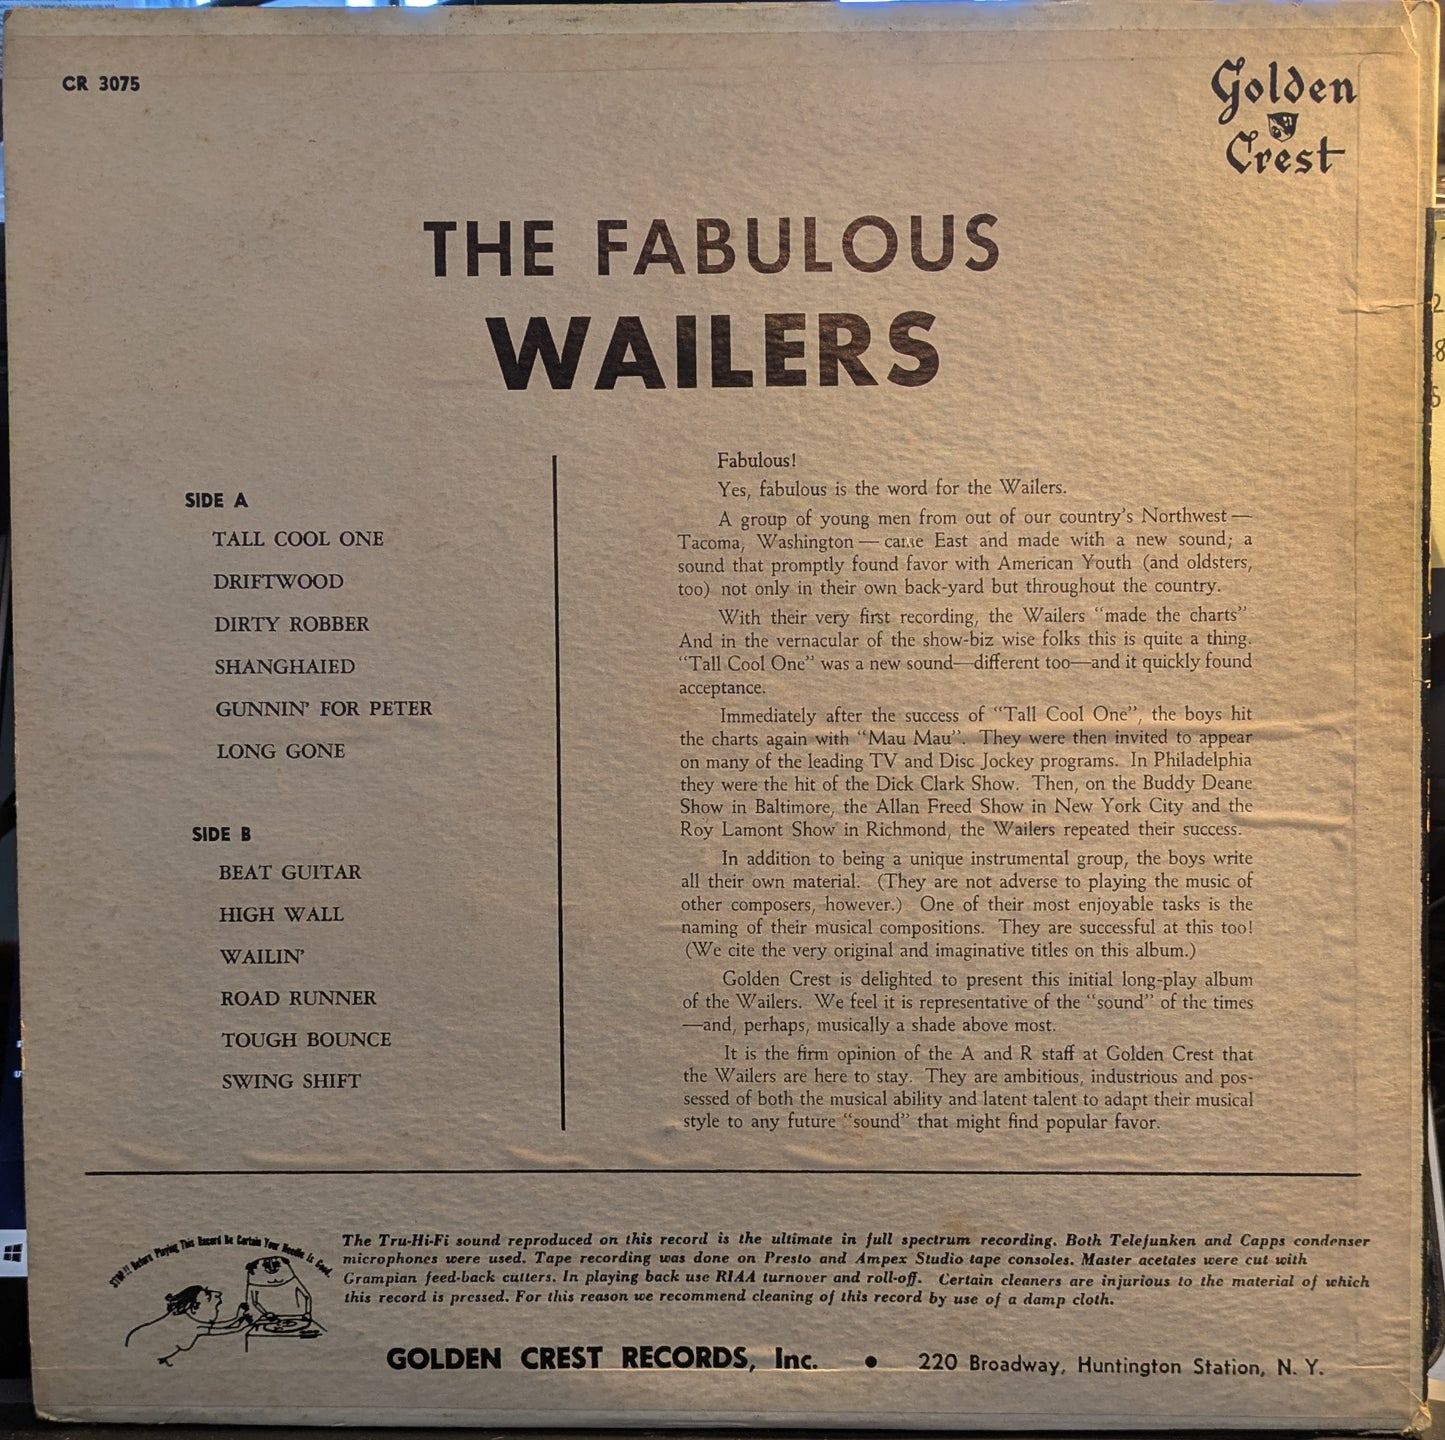 CR 3075
Golden
Crest
THE FABULOUS
WAILERS
SIDE A
TALL COOL ONE
DRIFTWOOD
DIRTY ROBBER
SHANGHAIED
GUNNIN' FOR PETER
LONG GONE
SIDE B
BEAT GUITAR
HIGH WALL
WAILIN'
ROAD RUNNER
TOUGH BOUNCE
SWING SHIFT
Fabulous!
Yes, fabulous is the word for the Wailers.
A group of young men from out of our country's Northwest —
Tacoma, Washington — came East and made with a new sound; a
sound that promptly found favor with American Youth (and oldsters,
too) not only in their own back-yard but throughout the country.
With their very first recording, the Wailers "made the charts"
And in the vernacular of the show-biz wise folks this is quite a thing.
"Tall Cool One" was a new sound—different too—and it quickly found
acceptance.
Immediately after the success of "Tall Cool One", the boys hit
the charts again with "Mau Mau". They were then invited to appear
on many of the leading TV and Disc Jockey programs. In Philadelphia
they were the hit of the Dick Clark Show. Then, on the Buddy Deane
Show in Baltimore, the Allan Freed Show in New York City and the
Roy Lamont Show in Richmond, the Wailers repeated their success.
In addition to being a unique instrumental group, the boys write
all their own material. (They are not adverse to playing the music of
other composers, however.) One of their most enjoyable tasks is the
naming of their musical compositions. They are successful at this too!
(We cite the very original and imaginative titles on this album.)
Golden Crest is delighted to present this initial long-play album
of the Wailers. We feel it is representative of the "sound" of the times
—and, perhaps, musically a shade above most.
It is the firm opinion of the A and R staff at Golden Crest that
the Wailers are here to stay. They are ambitious, industrious and pos-
sessed of both the musical ability and latent talent to adapt their musical
style to any future "sound" that might find popular favor.
STOP!! Before Playing This Record Be Certain Your Needle Is Good.
The Tru-Hi-Fi sound reproduced on this record is the ultimate in full spectrum recording. Both Telefunken and Capps condenser
microphones were used. Tape recording was done on Presto and Ampex Studio tape consoles. Master acetates were cut with
Grampian feed-back cutters. In playing back use RIAA turnover and roll-off. Certain cleaners are injurious to the material of which
this record is pressed. For this reason we recommend cleaning of this record by use of a damp cloth.
GOLDEN CREST RECORDS, Inc. • 220 Broadway, Huntington Station, N. Y.